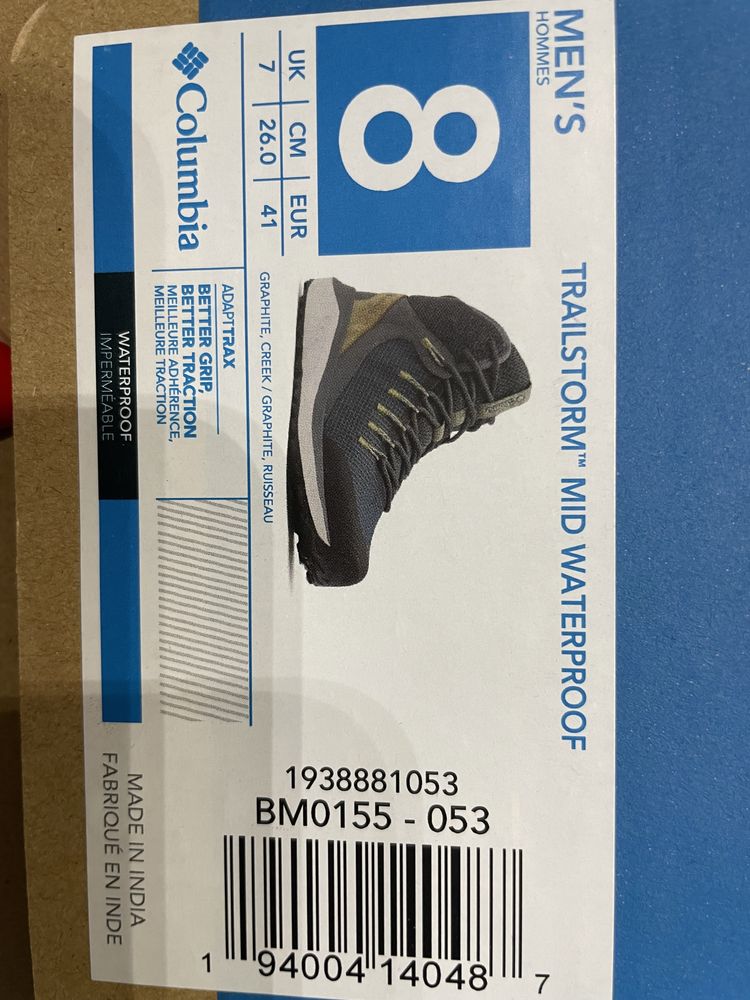 MEN'S
HOMMES
8
TRAILSTORM™ MID WATERPROOF
UK | CM | EUR
7 | 26.0 | 41
GRAPHITE, CREEK / GRAPHITE, RUISSEAU
Columbia
ADAPTTRAX
BETTER GRIP,
BETTER TRACTION
MEILLEURE ADHÉRENCE,
MEILLEURE TRACTION
WATERPROOF
IMPERMÉABLE
1938881053
BM0155 - 053
1 94004 14048 7
MADE IN INDIA
FABRIQUÉ EN INDE